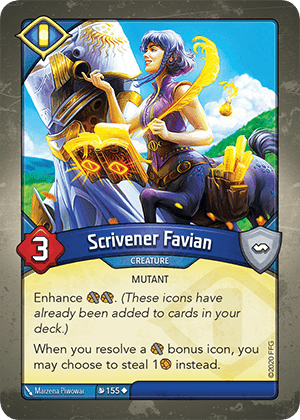 3
Scrivener Favian
CREATURE
MUTANT
Enhance . (These icons have
already been added to cards in your
deck.)
When you resolve a bonus icon, you
may choose to steal 1 instead.
©2020 FFG
Marzena Piwowar
155